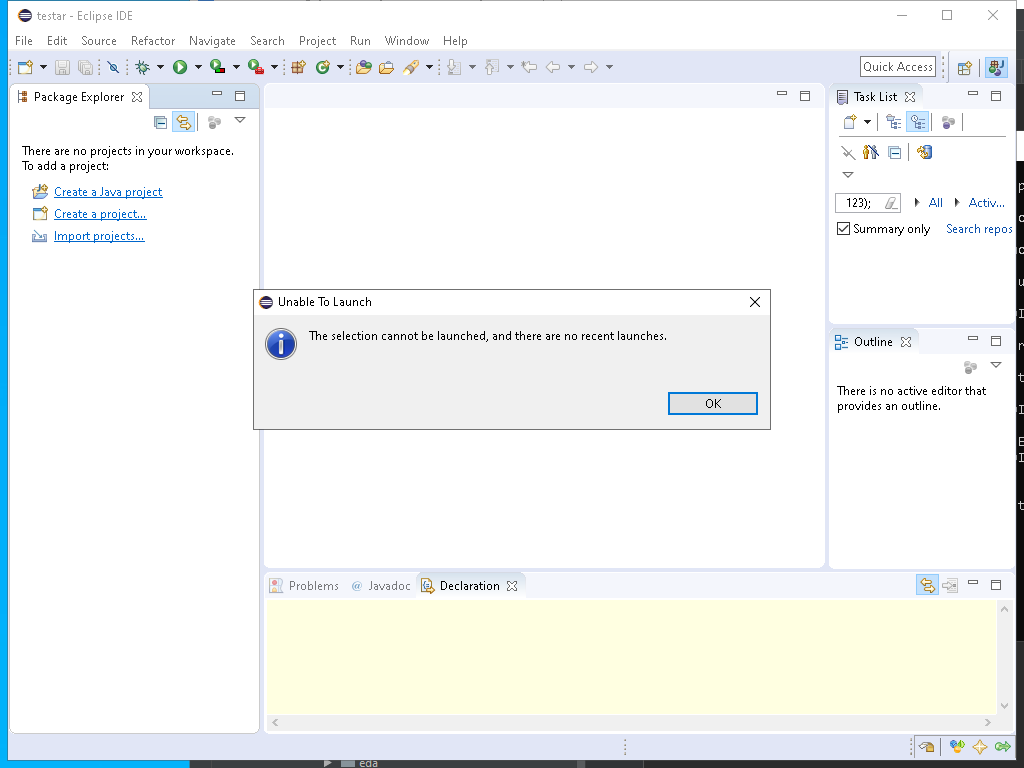 testar - Eclipse IDE
File Edit Source Refactor Navigate Search Project Run Window Help
Quick Access
Package Explorer
There are no projects in your workspace.
To add a project:
Create a Java project
Create a project...
Import projects...
Task List
123);
All
Activ...
Summary only
Search repos
Unable To Launch
The selection cannot be launched, and there are no recent launches.
OK
Outline
There is no active editor that
provides an outline.
Problems
@ Javadoc
Declaration
eda